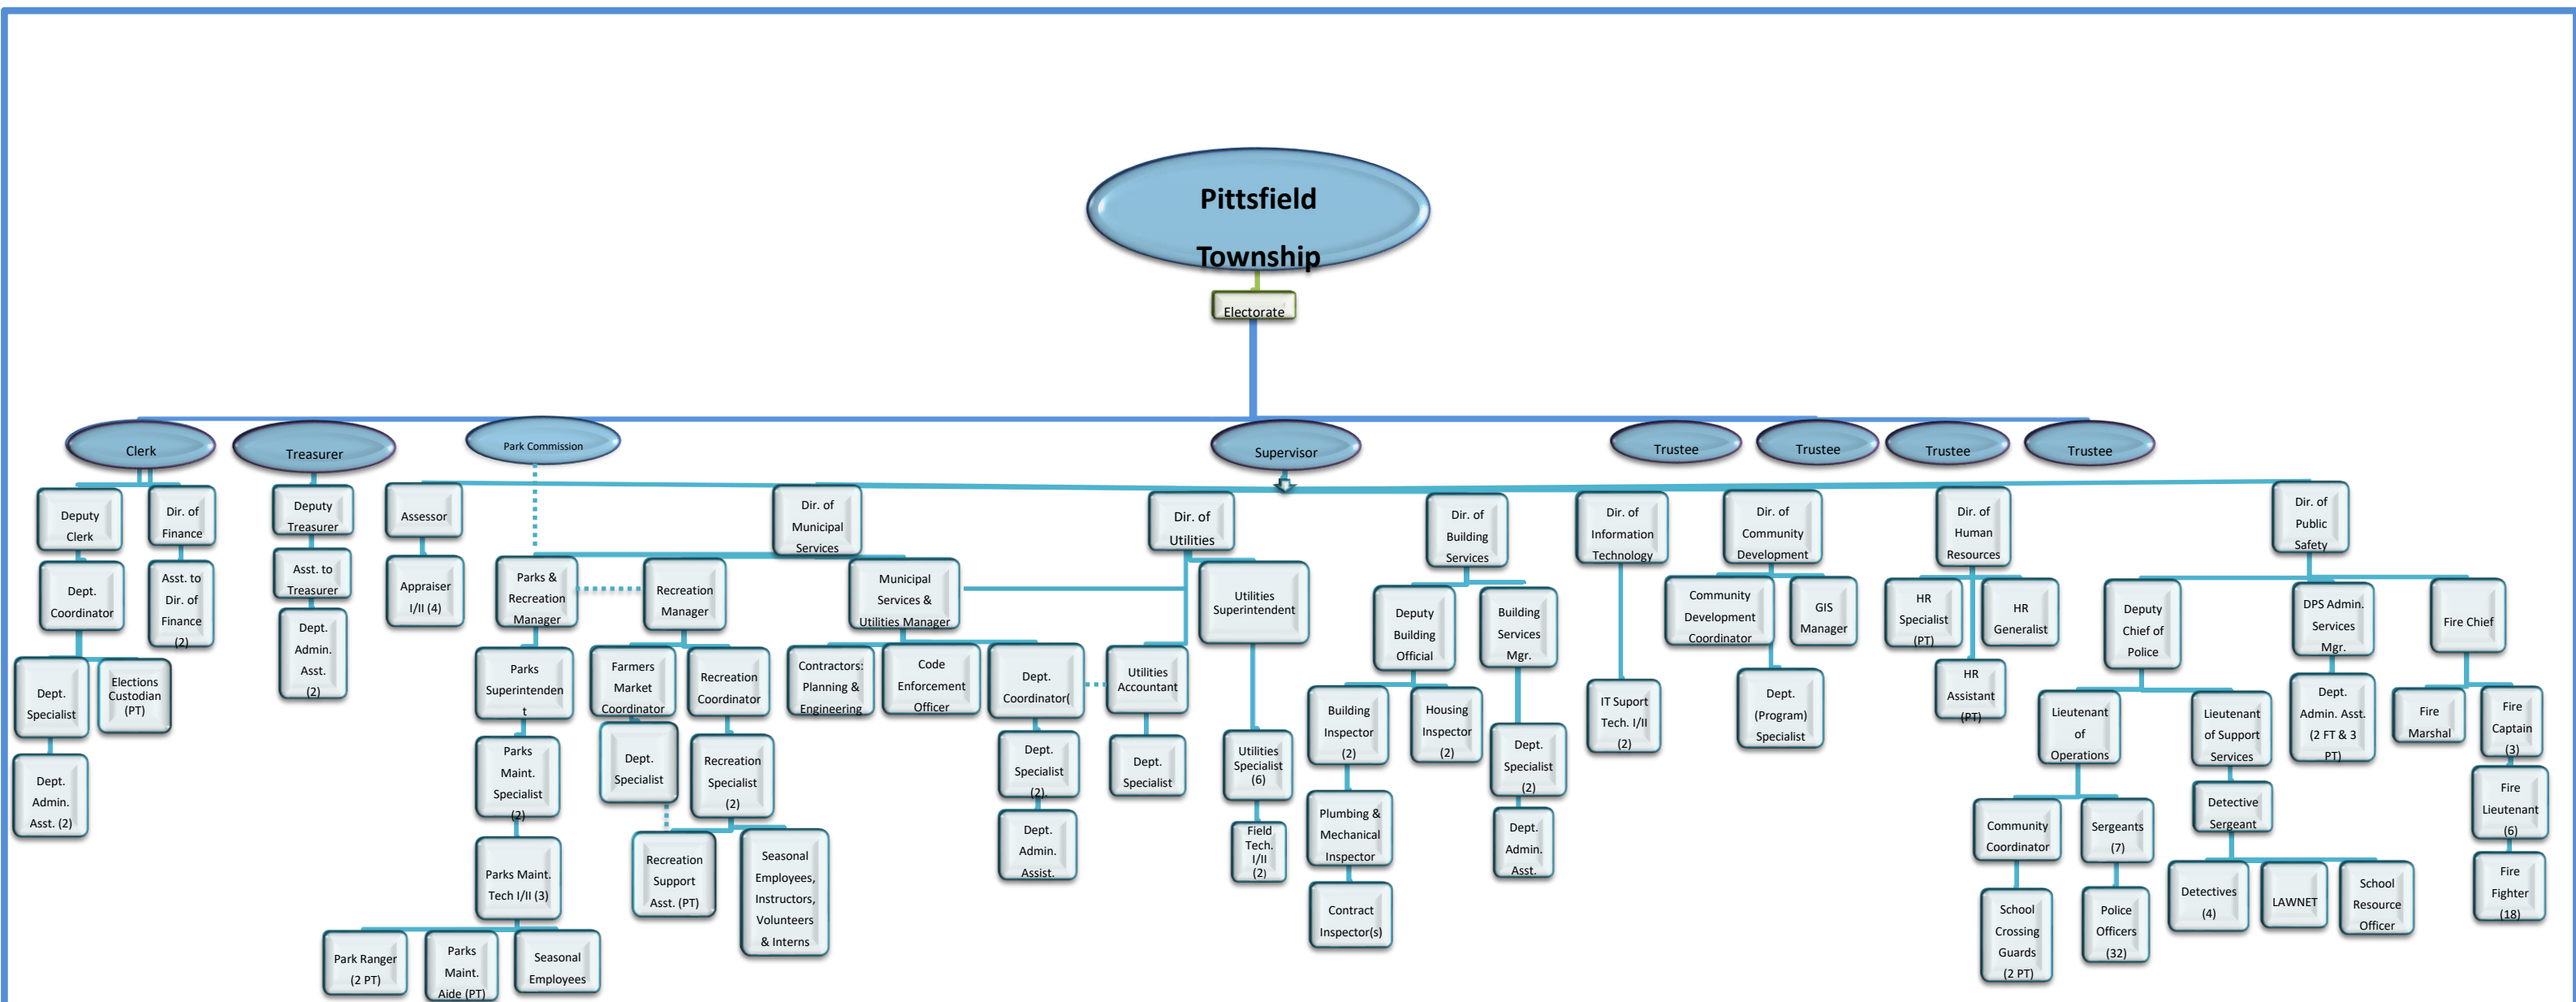 Pittsfield
Township
Electorate
Clerk
Treasurer
Park Commission
Supervisor
Trustee
Trustee
Trustee
Trustee
Deputy
Clerk
Dir. of
Finance
Deputy
Treasurer
Assessor
Dir. of
Municipal
Services
Dir. of
Utilities
Dir. of
Building
Services
Dir. of
Information
Technology
Dir. of
Community
Development
Dir. of
Human
Resources
Dir. of
Public
Safety
Dept.
Coordinator
Asst. to
Dir. of
Finance
(2)
Asst. to
Treasurer
Appraiser
I/II (4)
Parks &
Recreation
Manager
Recreation
Manager
Municipal
Services &
Utilities Manager
Utilities
Superintendent
Deputy
Building
Official
Building
Services
Mgr.
Community
Development
Coordinator
GIS
Manager
HR
Specialist
(PT)
HR
Generalist
Deputy
Chief of
Police
DPS Admin.
Services
Mgr.
Fire Chief
Dept.
Specialist
Elections
Custodian
(PT)
Dept.
Admin.
Asst.
(2)
Parks
Superintenden
t
Farmers
Market
Coordinator
Recreation
Coordinator
Contractors:
Planning &
Engineering
Code
Enforcement
Officer
Dept.
Coordinator(
Utilities
Accountant
Building
Inspector
(2)
Housing
Inspector
(2)
IT Suport
Tech. I/II
(2)
Dept.
(Program)
Specialist
HR
Assistant
(PT)
Lieutenant
of
Operations
Lieutenant
of Support
Services
Dept.
Admin. Asst.
(2 FT & 3
PT)
Fire
Marshal
Fire
Captain
(3)
Dept.
Admin.
Asst. (2)
Parks
Maint.
Specialist
(2)
Dept.
Specialist
Recreation
Specialist
(2)
Dept.
Specialist
(2).
Dept.
Specialist
Utilities
Specialist
(6)
Dept.
Specialist
(2)
Detective
Sergeant
Fire
Lieutenant
(6)
Parks Maint.
Tech I/II (3)
Recreation
Support
Asst. (PT)
Seasonal
Employees,
Instructors,
Volunteers
& Interns
Dept.
Admin.
Assist.
Field
Tech.
I/II
(2)
Plumbing &
Mechanical
Inspector
Dept.
Admin.
Asst.
Community
Coordinator
Sergeants
(7)
Detectives
(4)
LAWNET
School
Resource
Officer
Fire
Fighter
(18)
Park Ranger
(2 PT)
Parks
Maint.
Aide (PT)
Seasonal
Employees
Contract
Inspector(s)
School
Crossing
Guards
(2 PT)
Police
Officers
(32)